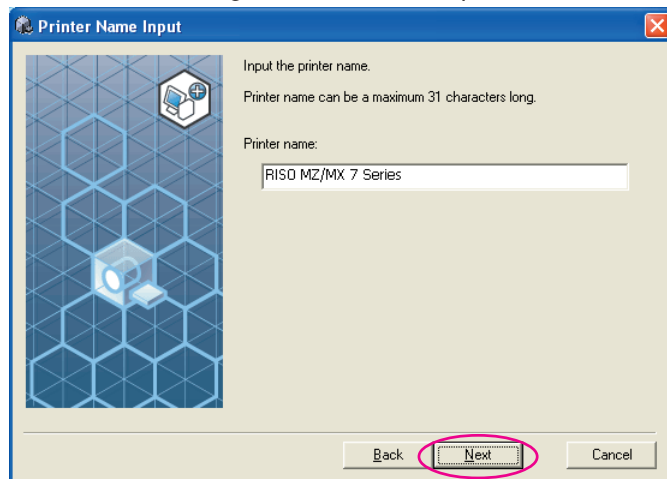 Printer Name Input
Input the printer name.
Printer name can be a maximum 31 characters long.
Printer name:
RISO MZ/MX 7 Series
Back Next Cancel